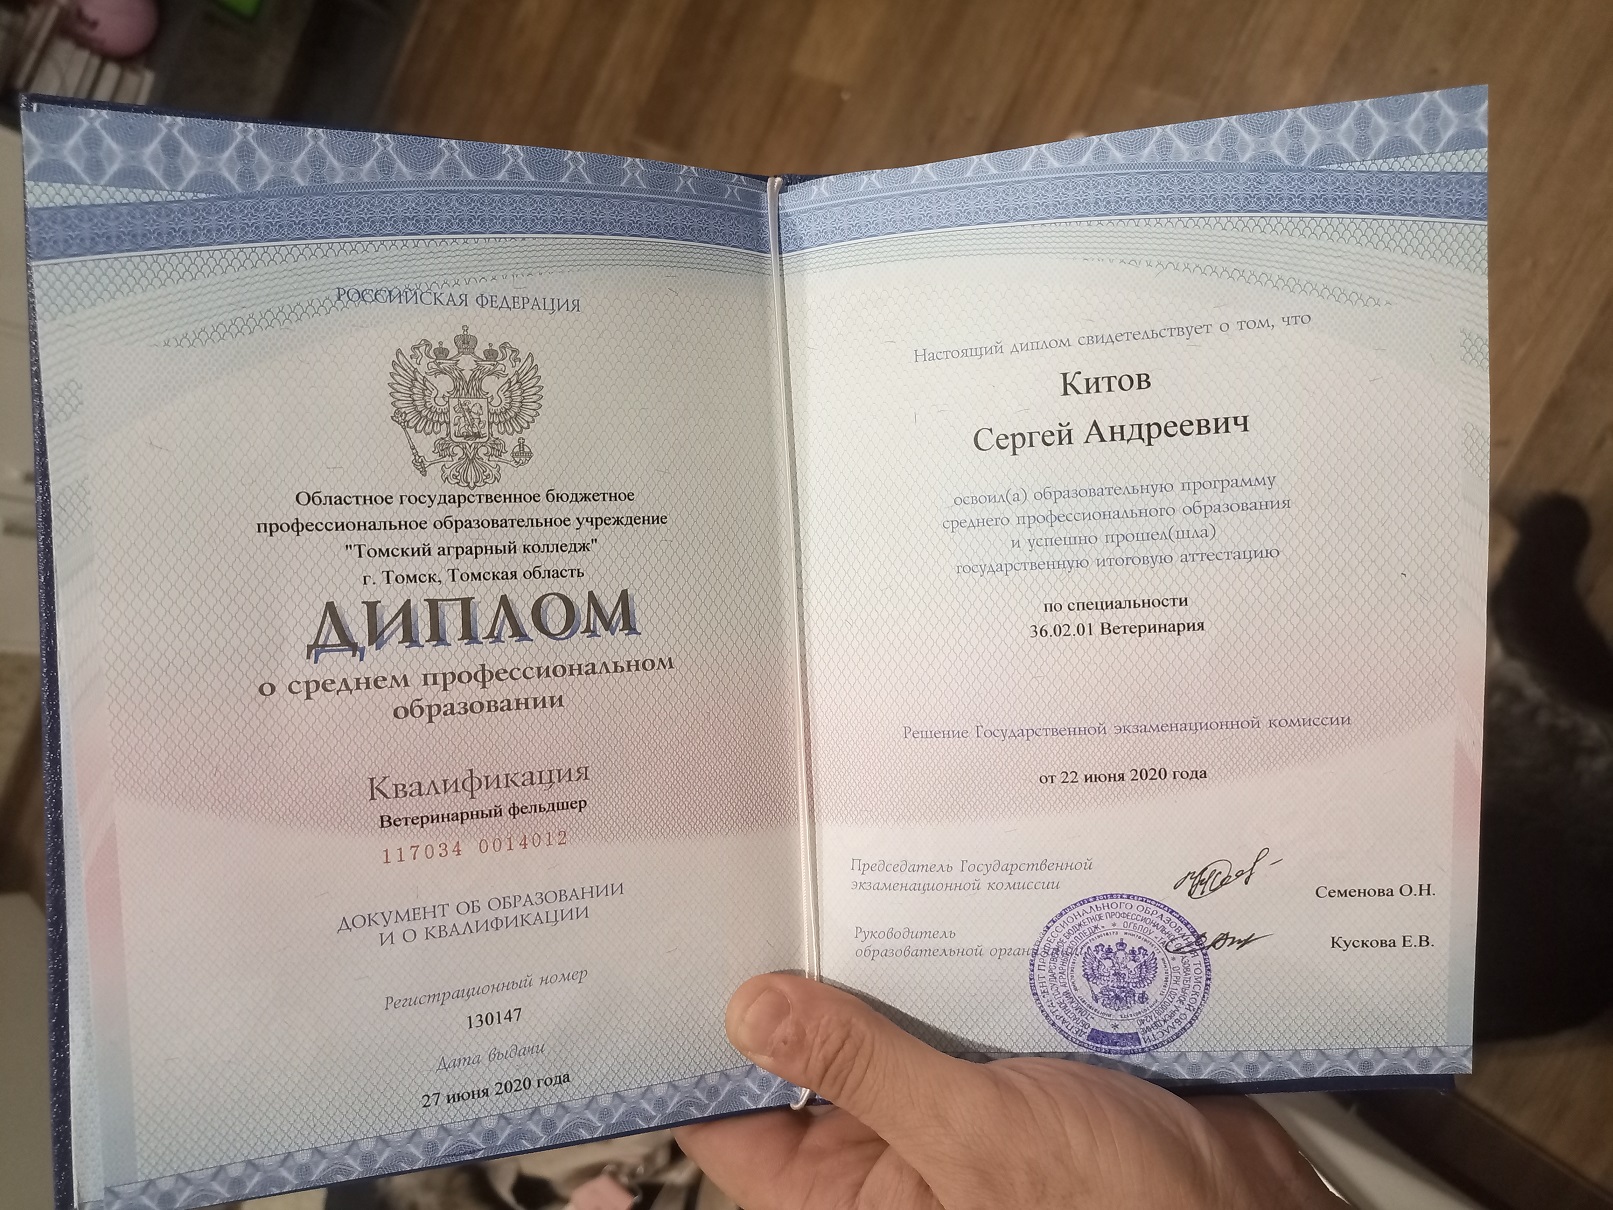 РОССИЙСКАЯ ФЕДЕРАЦИЯ
Областное государственное бюджетное
профессиональное образовательное учреждение
"Томский аграрный колледж"
г. Томск, Томская область
ДИПЛОМ
о среднем профессиональном
образовании
Квалификация
Ветеринарный фельдшер
117034 0014012
ДОКУМЕНТ ОБ ОБРАЗОВАНИИ
И О КВАЛИФИКАЦИИ
Регистрационный номер
130147
Дата выдачи
27 июня 2020 года
Настоящий диплом свидетельствует о том, что
Китов
Сергей Андреевич
освоил(а) образовательную программу
среднего профессионального образования
и успешно прошел(шла)
государственную итоговую аттестацию
по специальности
36.02.01 Ветеринария
Решение Государственной экзаменационной комиссии
от 22 июня 2020 года
Председатель Государственной
экзаменационной комиссии
Семенова О.Н.
Руководитель
образовательной
Кускова Е.В.